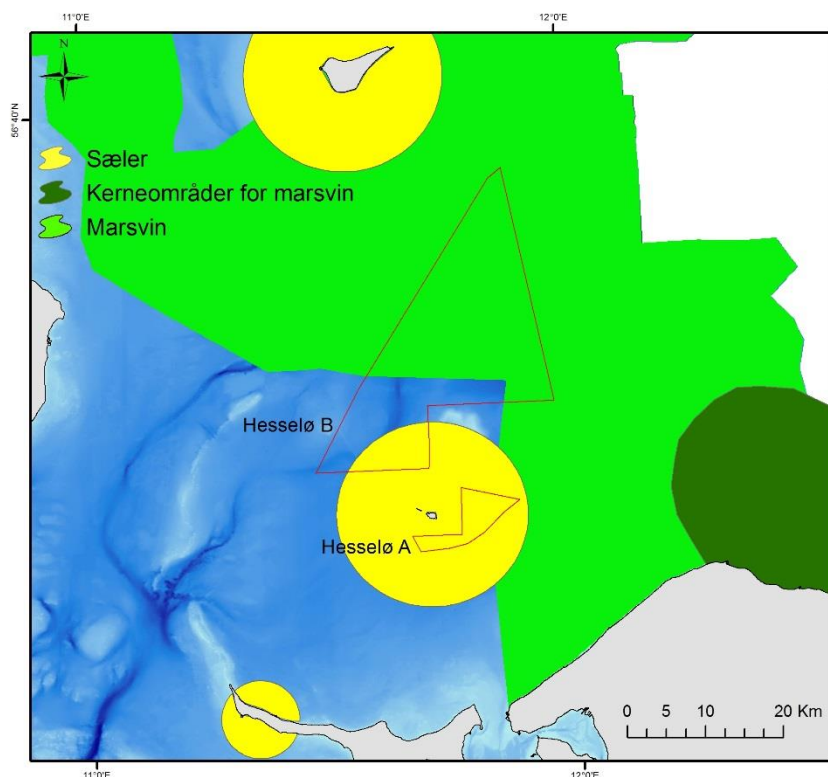 11°0'E
12°0'E
N
56°40'N
Sæler
Kerneområder for marsvin
Marsvin
Hesselø B
Hesselø A
0 5 10 20 Km
11°0'E
12°0'E